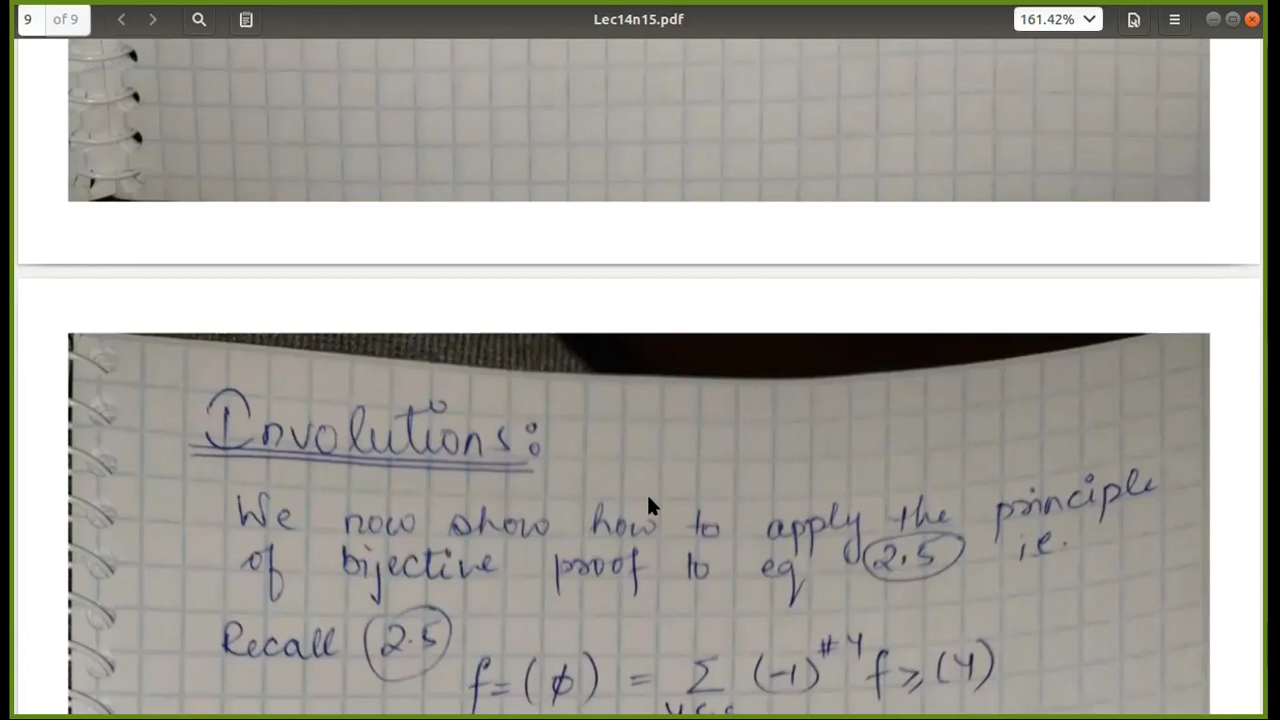 9 of 9
Lec14n15.pdf
161.42%
Involutions:
We now show how to apply the principle
of bijective proof to eq 2.5 i.e.
Recall 2.5
f=(φ) = Σ (-1)^#Y f≥(Y)